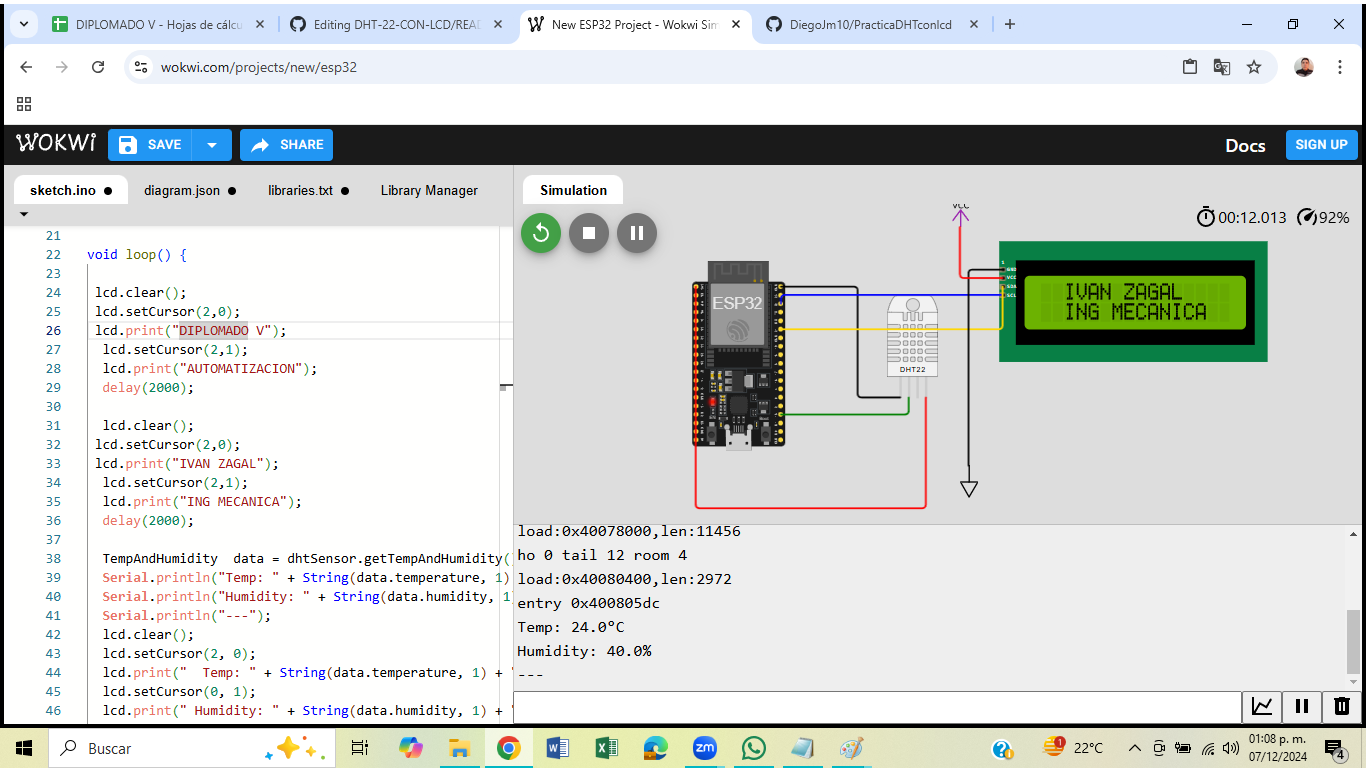 DIPLOMADO V - Hojas de cálcu
Editing DHT-22-CON-LCD/REA
New ESP32 Project - Wokwi Sim
DiegoJm10/PracticaDHTconlcd
wokwi.com/projects/new/esp32
WOKWI
SAVE
SHARE
Docs
SIGN UP
sketch.ino
diagram.json
libraries.txt
Library Manager
Simulation
21
22 void loop() {
23
24 lcd.clear();
25 lcd.setCursor(2,0);
26 lcd.print("DIPLOMADO V");
27 lcd.setCursor(2,1);
28 lcd.print("AUTOMATIZACION");
29 delay(2000);
30
31 lcd.clear();
32 lcd.setCursor(2,0);
33 lcd.print("IVAN ZAGAL");
34 lcd.setCursor(2,1);
35 lcd.print("ING MECANICA");
36 delay(2000);
37
38 TempAndHumidity  data = dhtSensor.getTempAndHumidity(
39 Serial.println("Temp: " + String(data.temperature, 1)
40 Serial.println("Humidity: " + String(data.humidity, 1
41 Serial.println("---");
42 lcd.clear();
43 lcd.setCursor(2, 0);
44 lcd.print("  Temp: " + String(data.temperature, 1) + "
45 lcd.setCursor(0, 1);
46 lcd.print(" Humidity: " + String(data.humidity, 1) + "
00:12.013
92%
VCC
ESP32
DHT22
1
GND
VCC
SDA
SCL
IVAN ZAGAL
ING MECANICA
load:0x40078000,len:11456
ho 0 tail 12 room 4
load:0x40080400,len:2972
entry 0x400805dc
Temp: 24.0ºC
Humidity: 40.0%
---
Buscar
zm
1
22°C
01:08 p. m.
07/12/2024
4